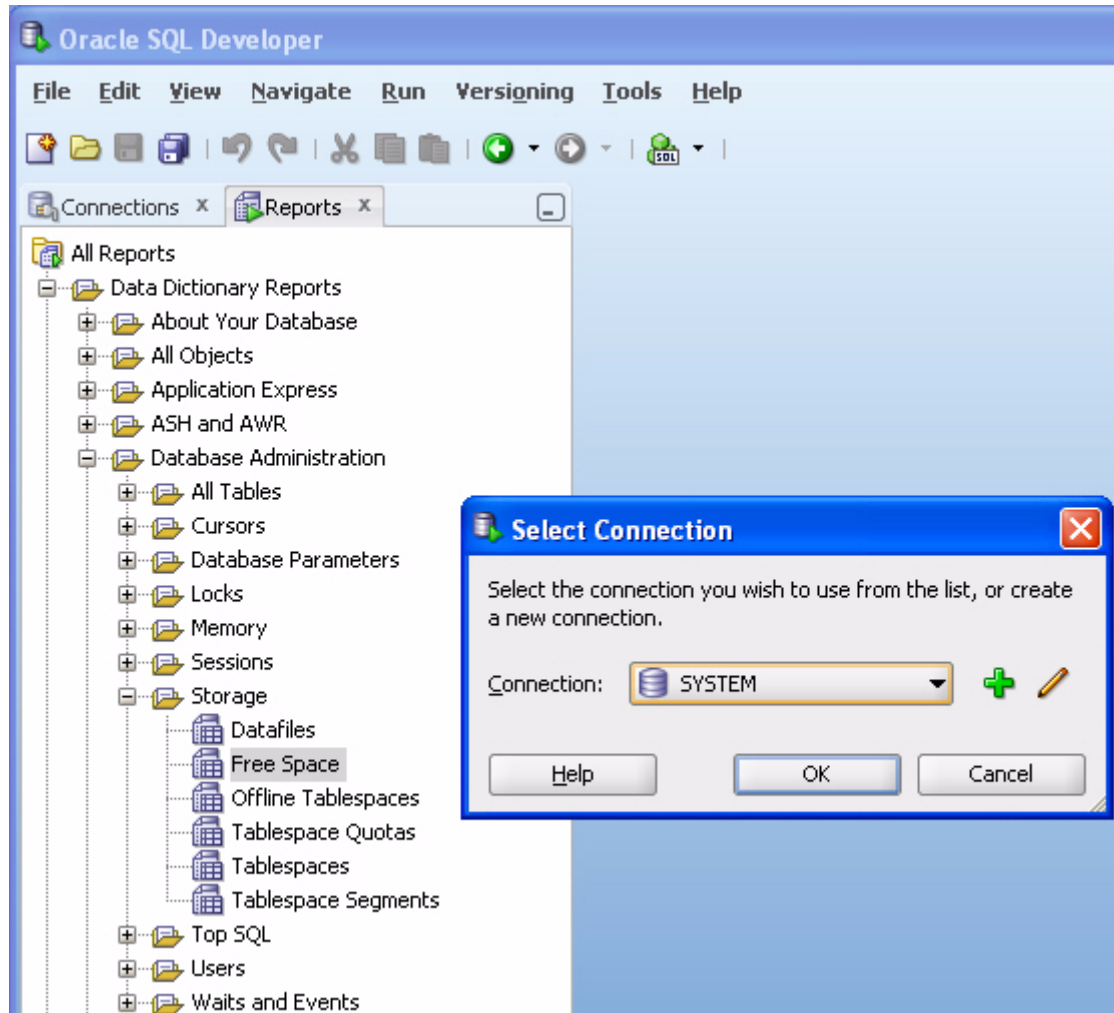 Oracle SQL Developer
File Edit View Navigate Run Versioning Tools Help
SQL
Connections x Reports x
All Reports
Data Dictionary Reports
About Your Database
All Objects
Application Express
ASH and AWR
Database Administration
All Tables
Cursors
Database Parameters
Locks
Memory
Sessions
Storage
Datafiles
Free Space
Offline Tablespaces
Tablespace Quotas
Tablespaces
Tablespace Segments
Top SQL
Users
Waits and Events
Select Connection
Select the connection you wish to use from the list, or create
a new connection.
Connection: SYSTEM
Help OK Cancel